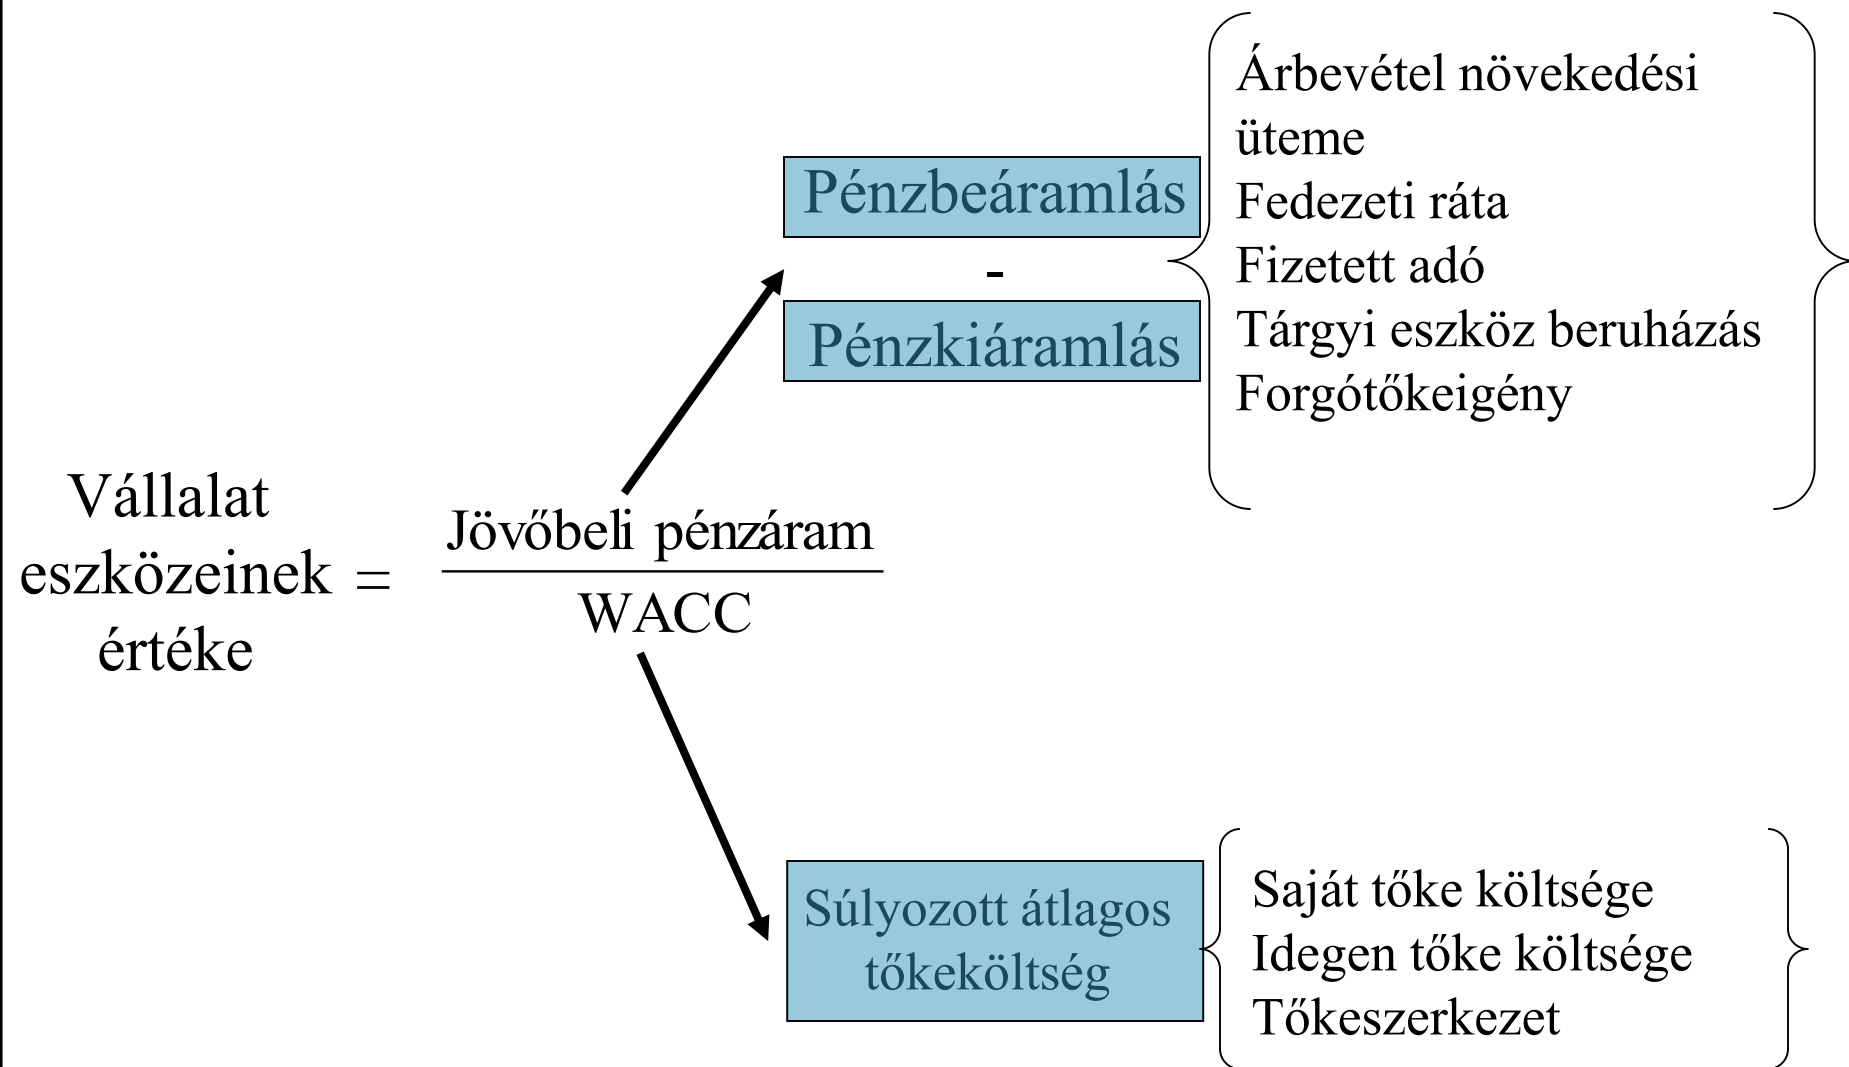 Vállalat
eszközeinek =
értéke
Jövőbeli pénzáram
WACC
Pénzbeáramlás
-
Pénzkiáramlás
Árbevétel növekedési
üteme
Fedezeti ráta
Fizetett adó
Tárgyi eszköz beruházás
Forgótőkeigény
Súlyozott átlagos
tőkeköltség
Saját tőke költsége
Idegen tőke költsége
Tőkeszerkezet